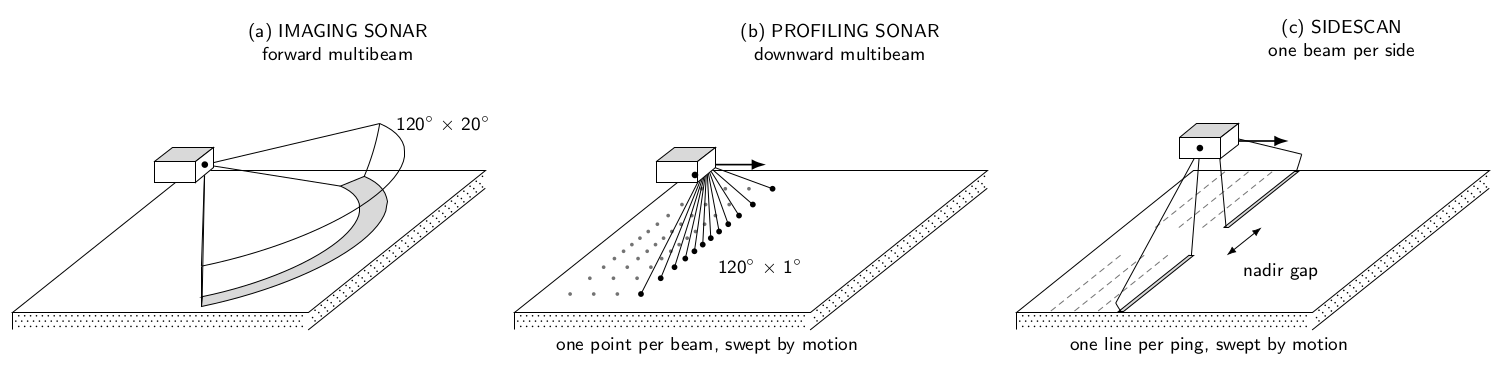 (a) IMAGING SONAR
forward multibeam
120° × 20°
(b) PROFILING SONAR
downward multibeam
120° × 1°
one point per beam, swept by motion
(c) SIDESCAN
one beam per side
nadir gap
one line per ping, swept by motion